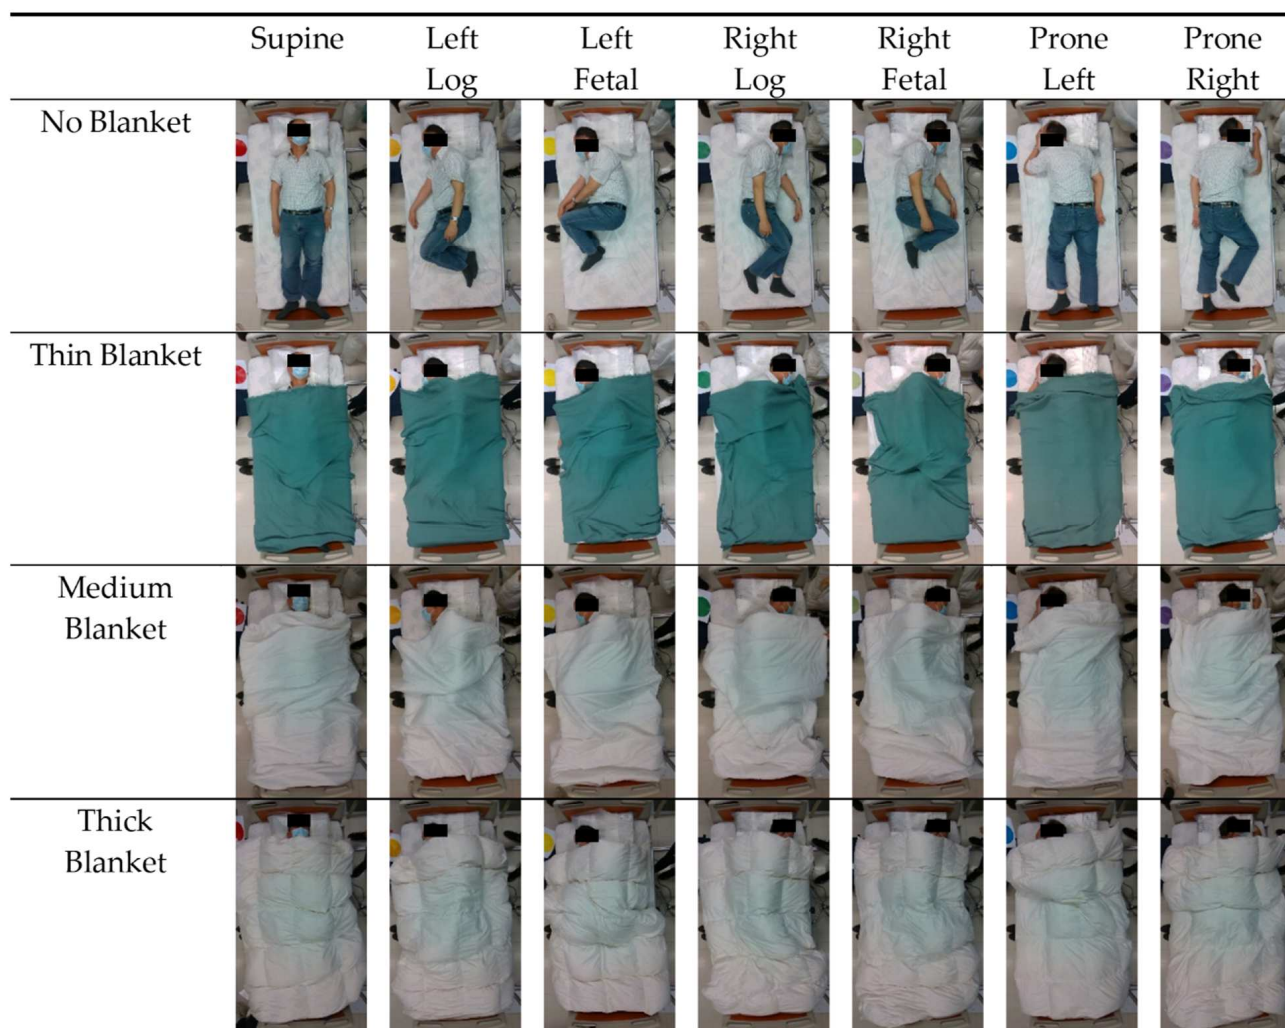 Supine
Left
Log
Left
Fetal
Right
Log
Right
Fetal
Prone
Left
Prone
Right
No Blanket
Thin Blanket
Medium
Blanket
Thick
Blanket